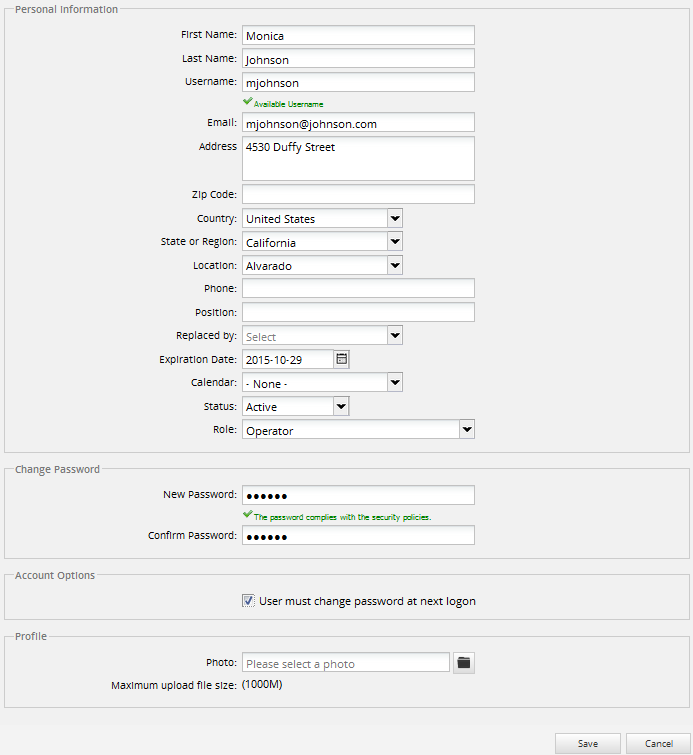 Personal Information
First Name: Monica
Last Name: Johnson
Username: mjohnson
Available Username
Email: mjohnson@johnson.com
Address 4530 Duffy Street
Zip Code:
Country: United States
State or Region: California
Location: Alvarado
Phone:
Position:
Replaced by: Select
Expiration Date: 2015-10-29
Calendar: - None -
Status: Active
Role: Operator
Change Password
New Password: ●●●●●●
The password complies with the security policies.
Confirm Password: ●●●●●●
Account Options
User must change password at next logon
Profile
Photo: Please select a photo
Maximum upload file size: (1000M)
Save Cancel